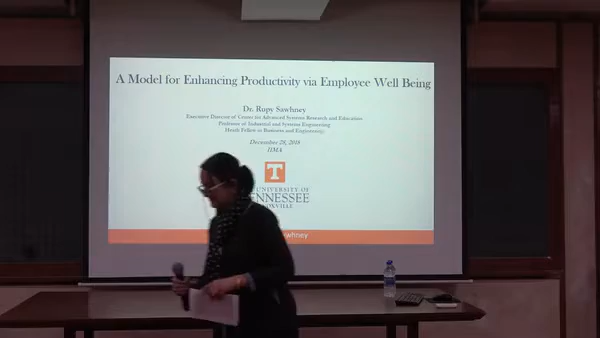 A Model for Enhancing Productivity via Employee Well Being
Dr. Rupy Sawhney
Executive Director of Center for Advanced Systems Research and Education
Professor of Industrial and Systems Engineering
Heath Fellow in Business and Engineering
December 28, 2018
IIMA
T
UNIVERSITY OF
TENNESSEE
KNOXVILLE